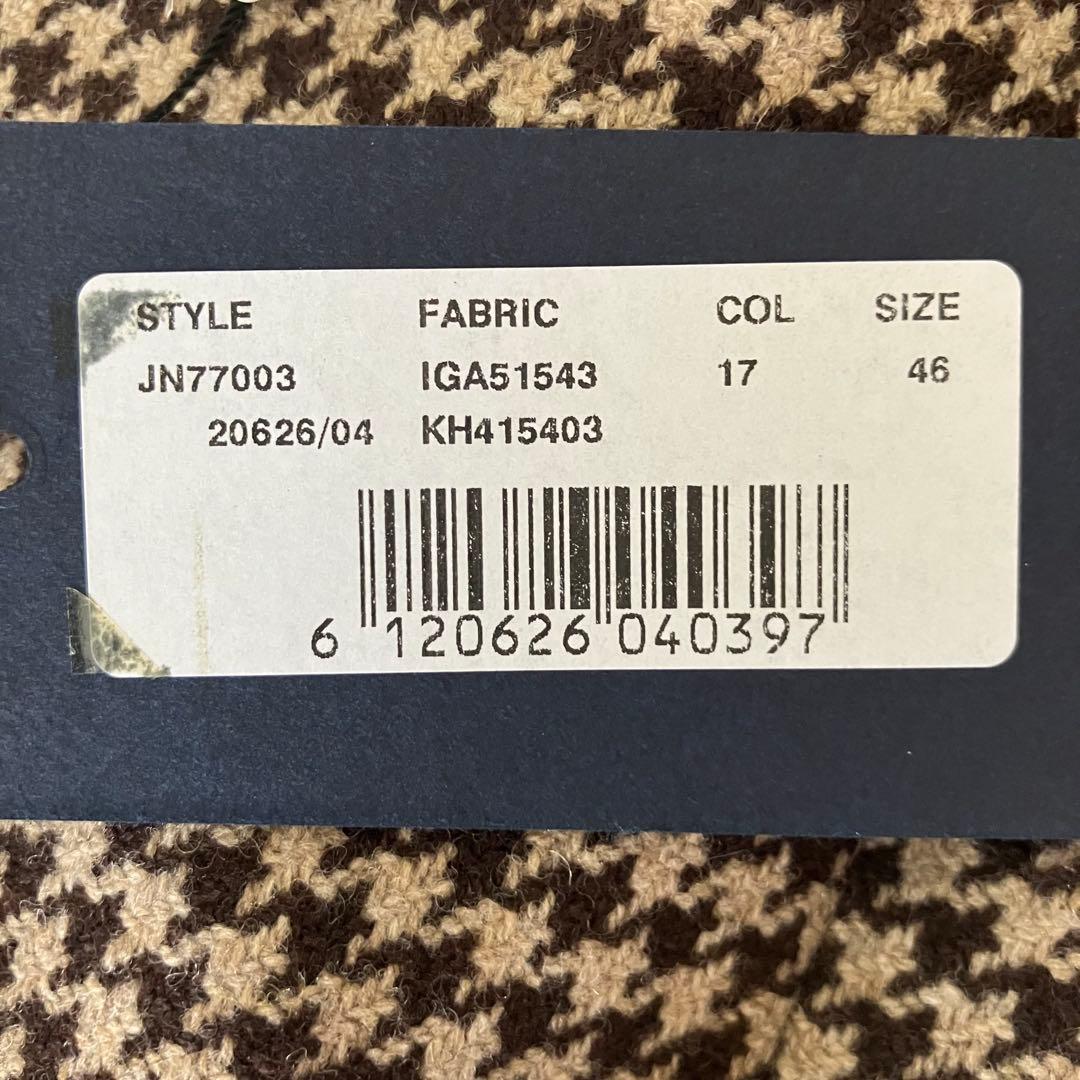 STYLE FABRIC COL SIZE
JN77003 IGA51543 17 46
20626/04 KH415403
6 120626 040397